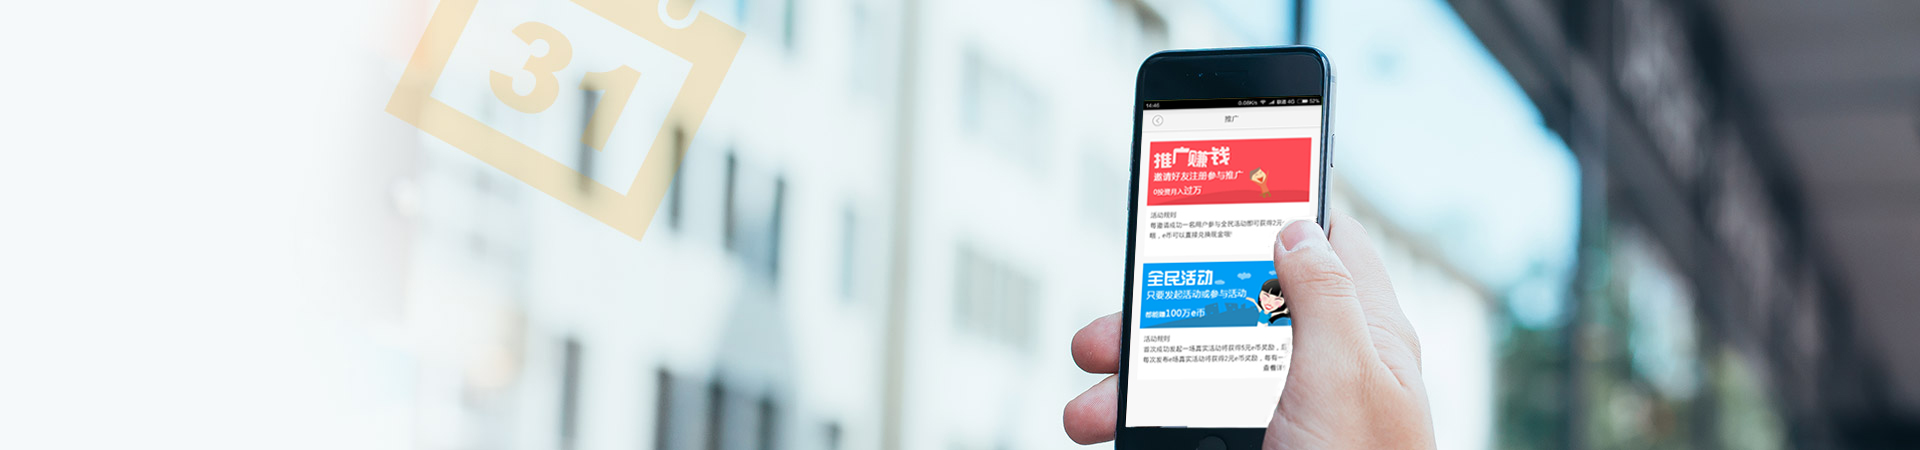 31
14:46
0.08K/s
4G
52%
推广
推广赚钱
邀请好友注册参与推广
0投资月入过万
活动规则
每邀请成功一名用户参与全民活动即可获得2元
哦,e币可以直接兑换现金哦!
全民活动
只要发起活动或参与活动
即能赚100万e币
活动规则
首次成功发起一场真实活动将获得5元e币奖励,后
每次发布e场真实活动将获得2元e币奖励,每有一
查看详